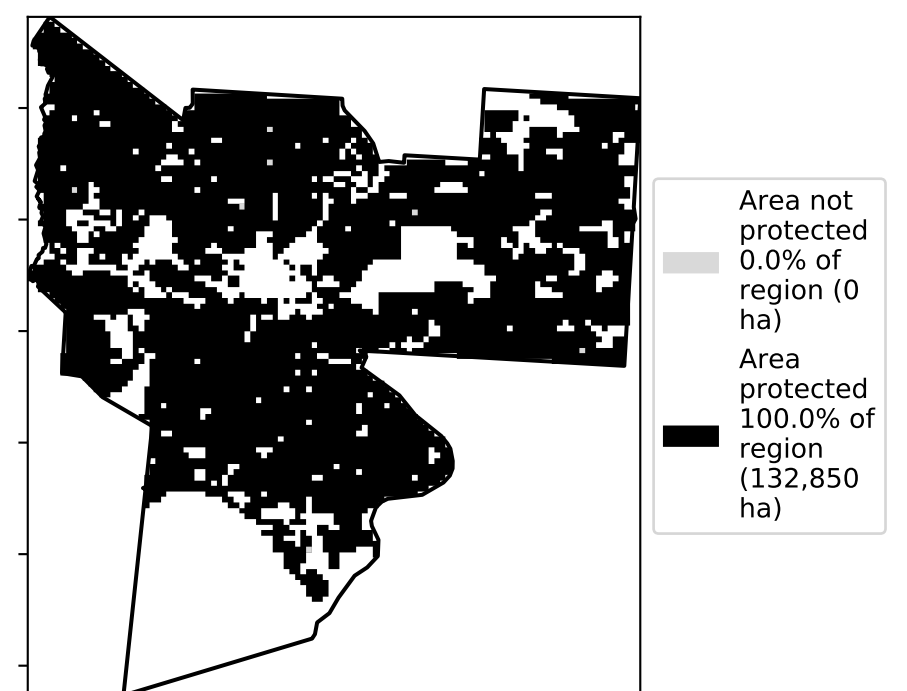 Area not
protected
0.0% of
region (0
ha)
Area
protected
100.0% of
region
(132,850
ha)